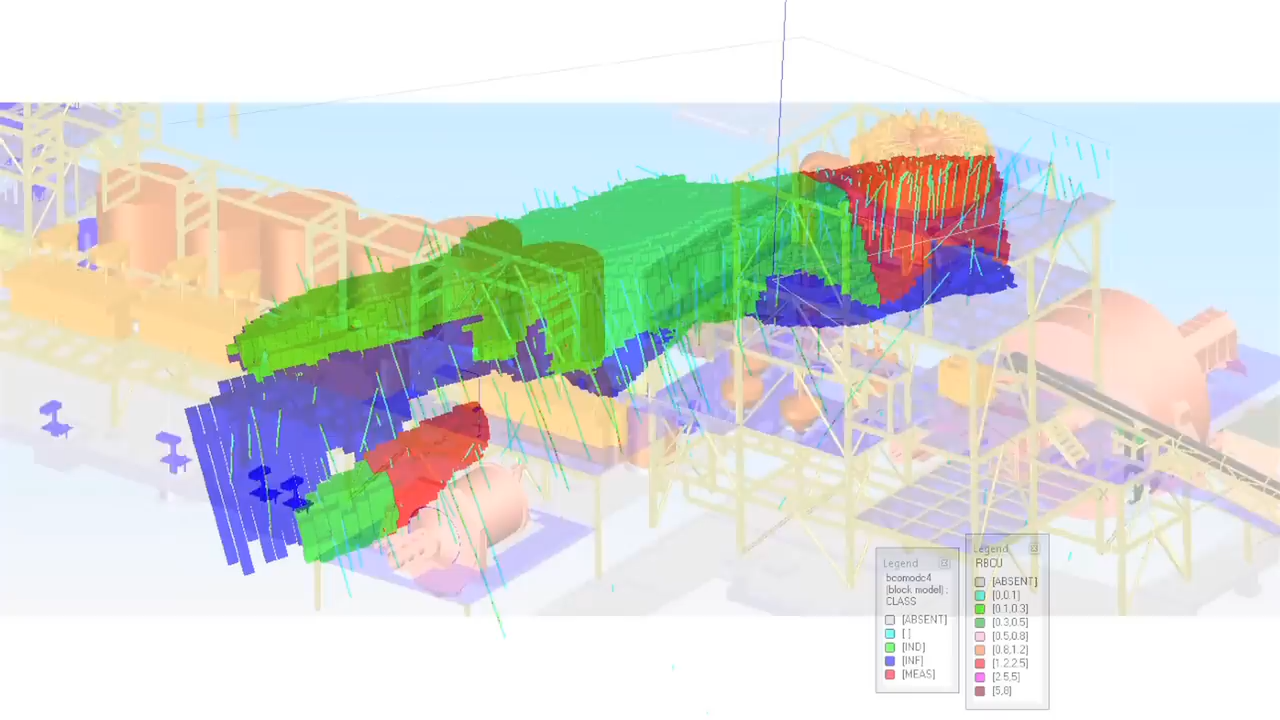 Legend
bcomodc4
(block model) :
CLASS
[ABSENT]
[ ]
[IND]
[INF]
[MEAS]
Legend
RBCU
[ABSENT]
[0,0.1]
[0.1,0.3]
[0.3,0.5]
[0.5,0.8]
[0.8,1.2]
[1.2,2.5]
[2.5,5]
[5,8]